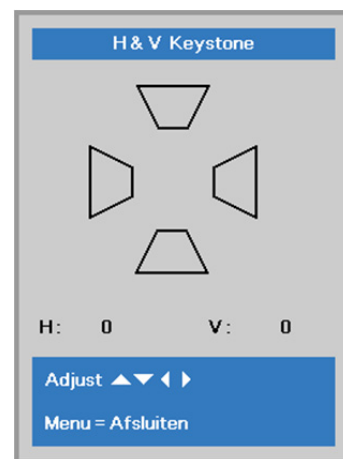 H & V Keystone
H: 0 V: 0
Adjust ▲▼◀▶
Menu = Afsluiten